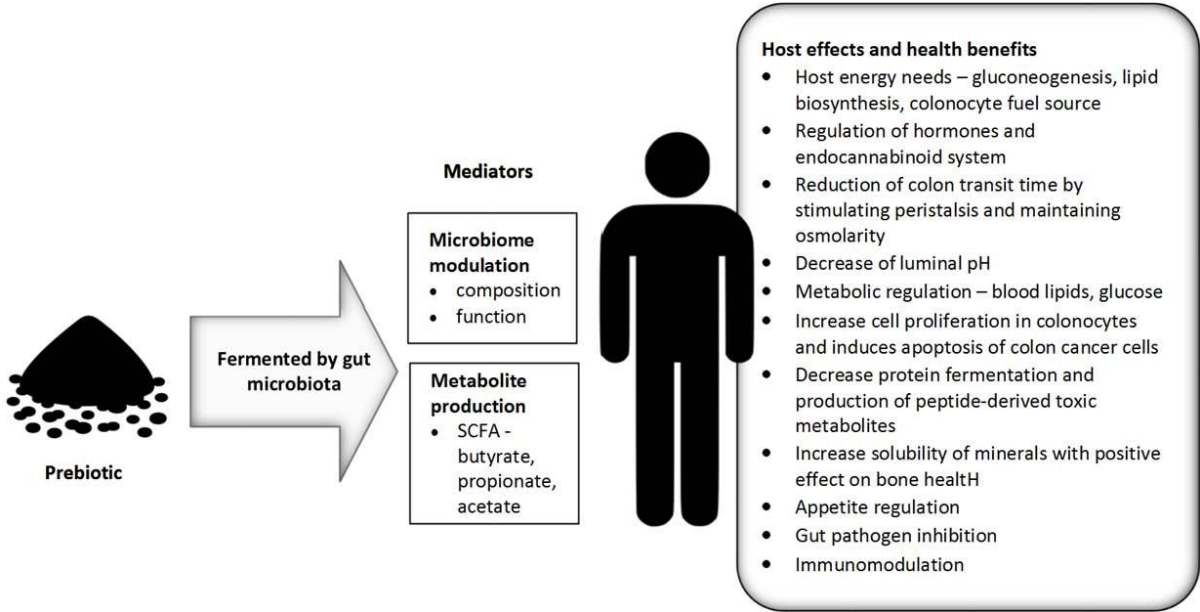 Prebiotic
Fermented by gut
microbiota
Mediators
Microbiome
modulation
• composition
• function
Metabolite
production
• SCFA -
butyrate,
propionate,
acetate
Host effects and health benefits
• Host energy needs – gluconeogenesis, lipid
biosynthesis, colonocyte fuel source
• Regulation of hormones and
endocannabinoid system
• Reduction of colon transit time by
stimulating peristalsis and maintaining
osmolarity
• Decrease of luminal pH
• Metabolic regulation – blood lipids, glucose
• Increase cell proliferation in colonocytes
and induces apoptosis of colon cancer cells
• Decrease protein fermentation and
production of peptide-derived toxic
metabolites
• Increase solubility of minerals with positive
effect on bone healtH
• Appetite regulation
• Gut pathogen inhibition
• Immunomodulation